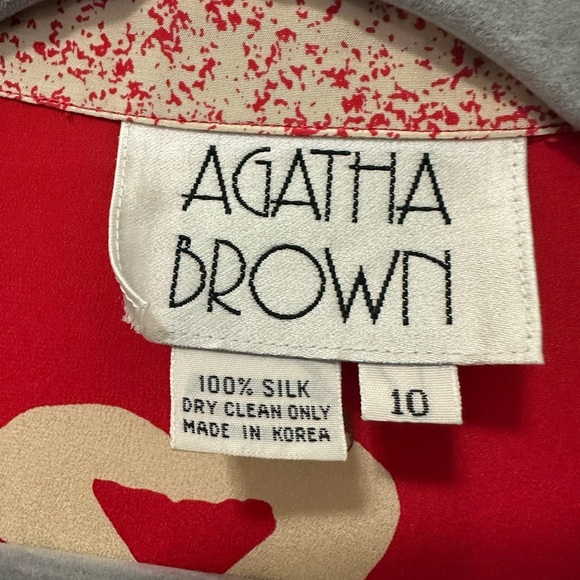 AGATHA
BROWN
100% SILK
DRY CLEAN ONLY
MADE IN KOREA
10